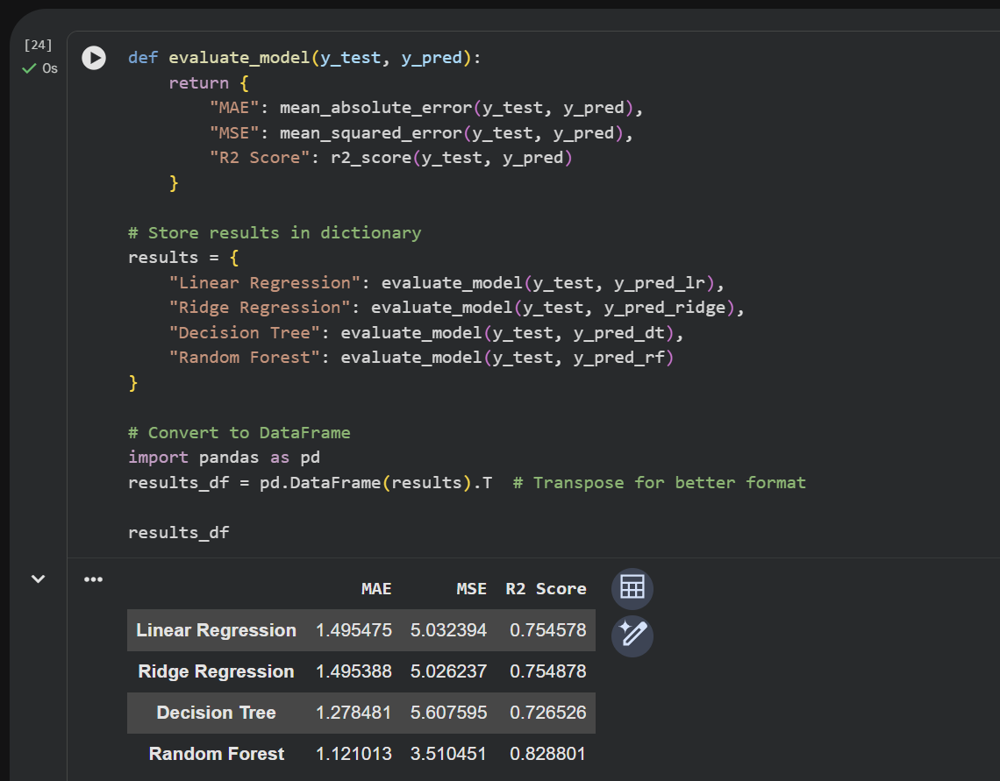 [24]
0s
def evaluate_model(y_test, y_pred):
    return {
        "MAE": mean_absolute_error(y_test, y_pred),
        "MSE": mean_squared_error(y_test, y_pred),
        "R2 Score": r2_score(y_test, y_pred)
    }

# Store results in dictionary
results = {
    "Linear Regression": evaluate_model(y_test, y_pred_lr),
    "Ridge Regression": evaluate_model(y_test, y_pred_ridge),
    "Decision Tree": evaluate_model(y_test, y_pred_dt),
    "Random Forest": evaluate_model(y_test, y_pred_rf)
}

# Convert to DataFrame
import pandas as pd
results_df = pd.DataFrame(results).T  # Transpose for better format

results_df
MAE MSE R2 Score
Linear Regression 1.495475 5.032394 0.754578
Ridge Regression 1.495388 5.026237 0.754878
Decision Tree 1.278481 5.607595 0.726526
Random Forest 1.121013 3.510451 0.828801